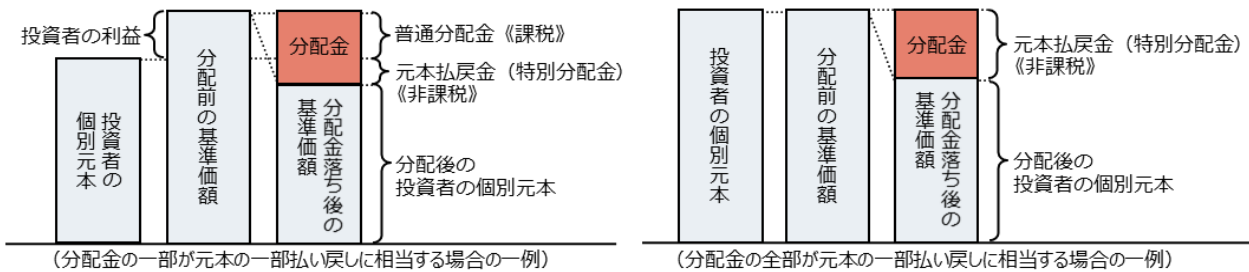 投資者の利益
投資者の
個別元本
分配前の基準価額
分配金
分配金落ち後の
基準価額
普通分配金《課税》
元本払戻金（特別分配金）
《非課税》
分配後の
投資者の個別元本
（分配金の一部が元本の一部払い戻しに相当する場合の一例）
投資者の個別元本
分配前の基準価額
分配金
分配金落ち後の
基準価額
元本払戻金（特別分配金）
《非課税》
分配後の
投資者の個別元本
（分配金の全部が元本の一部払い戻しに相当する場合の一例）